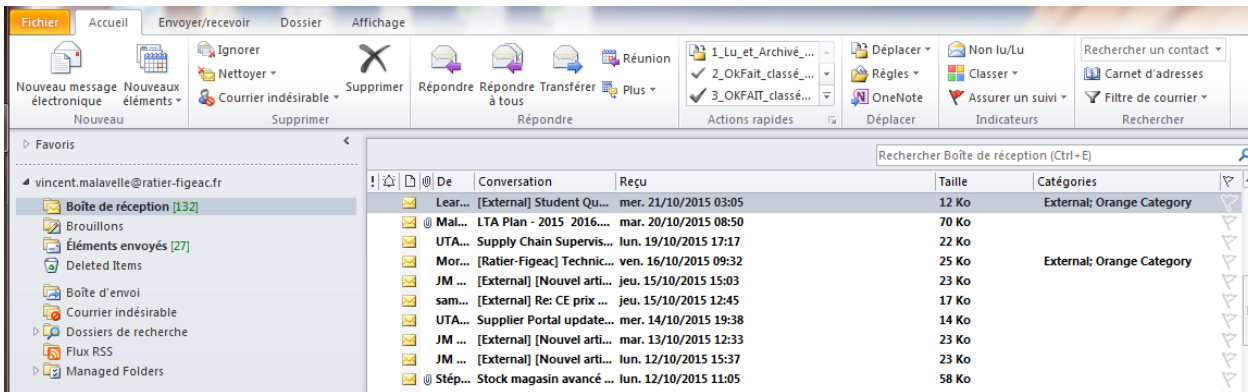 Fichier Accueil Envoyer/recevoir Dossier Affichage
Nouveau message
électronique
Nouveaux
éléments
Nouveau
Ignorer
Nettoyer
Courrier indésirable
Supprimer
Supprimer
Répondre
Répondre
à tous
Transférer
Réunion
Plus
Répondre
1_Lu_et_Archivé_...
2_OkFait_classé_...
3_OKFAIT_classé...
Actions rapides
Déplacer
Règles
OneNote
Déplacer
Non lu/Lu
Classer
Assurer un suivi
Indicateurs
Rechercher un contact
Carnet d'adresses
Filtre de courrier
Rechercher
Favoris
vincent.malavelle@ratier-figeac.fr
Boîte de réception [132]
Brouillons
Éléments envoyés [27]
Deleted Items
Boîte d'envoi
Courrier indésirable
Dossiers de recherche
Flux RSS
Managed Folders
Rechercher Boîte de réception (Ctrl+E)
! De Conversation Reçu Taille Catégories
Lear... [External] Student Qu... mer. 21/10/2015 03:05 12 Ko External; Orange Category
Mal... LTA Plan - 2015 2016.... mar. 20/10/2015 08:50 70 Ko
UTA... Supply Chain Supervis... lun. 19/10/2015 17:17 22 Ko
Mor... [Ratier-Figeac] Technic... ven. 16/10/2015 09:32 25 Ko External; Orange Category
JM ... [External] [Nouvel arti... jeu. 15/10/2015 15:03 23 Ko
sam... [External] Re: CE prix ... jeu. 15/10/2015 12:45 17 Ko
UTA... Supplier Portal update... mer. 14/10/2015 19:38 14 Ko
JM ... [External] [Nouvel arti... mar. 13/10/2015 12:33 23 Ko
JM ... [External] [Nouvel arti... lun. 12/10/2015 15:37 23 Ko
Stép... Stock magasin avancé ... lun. 12/10/2015 11:05 58 Ko